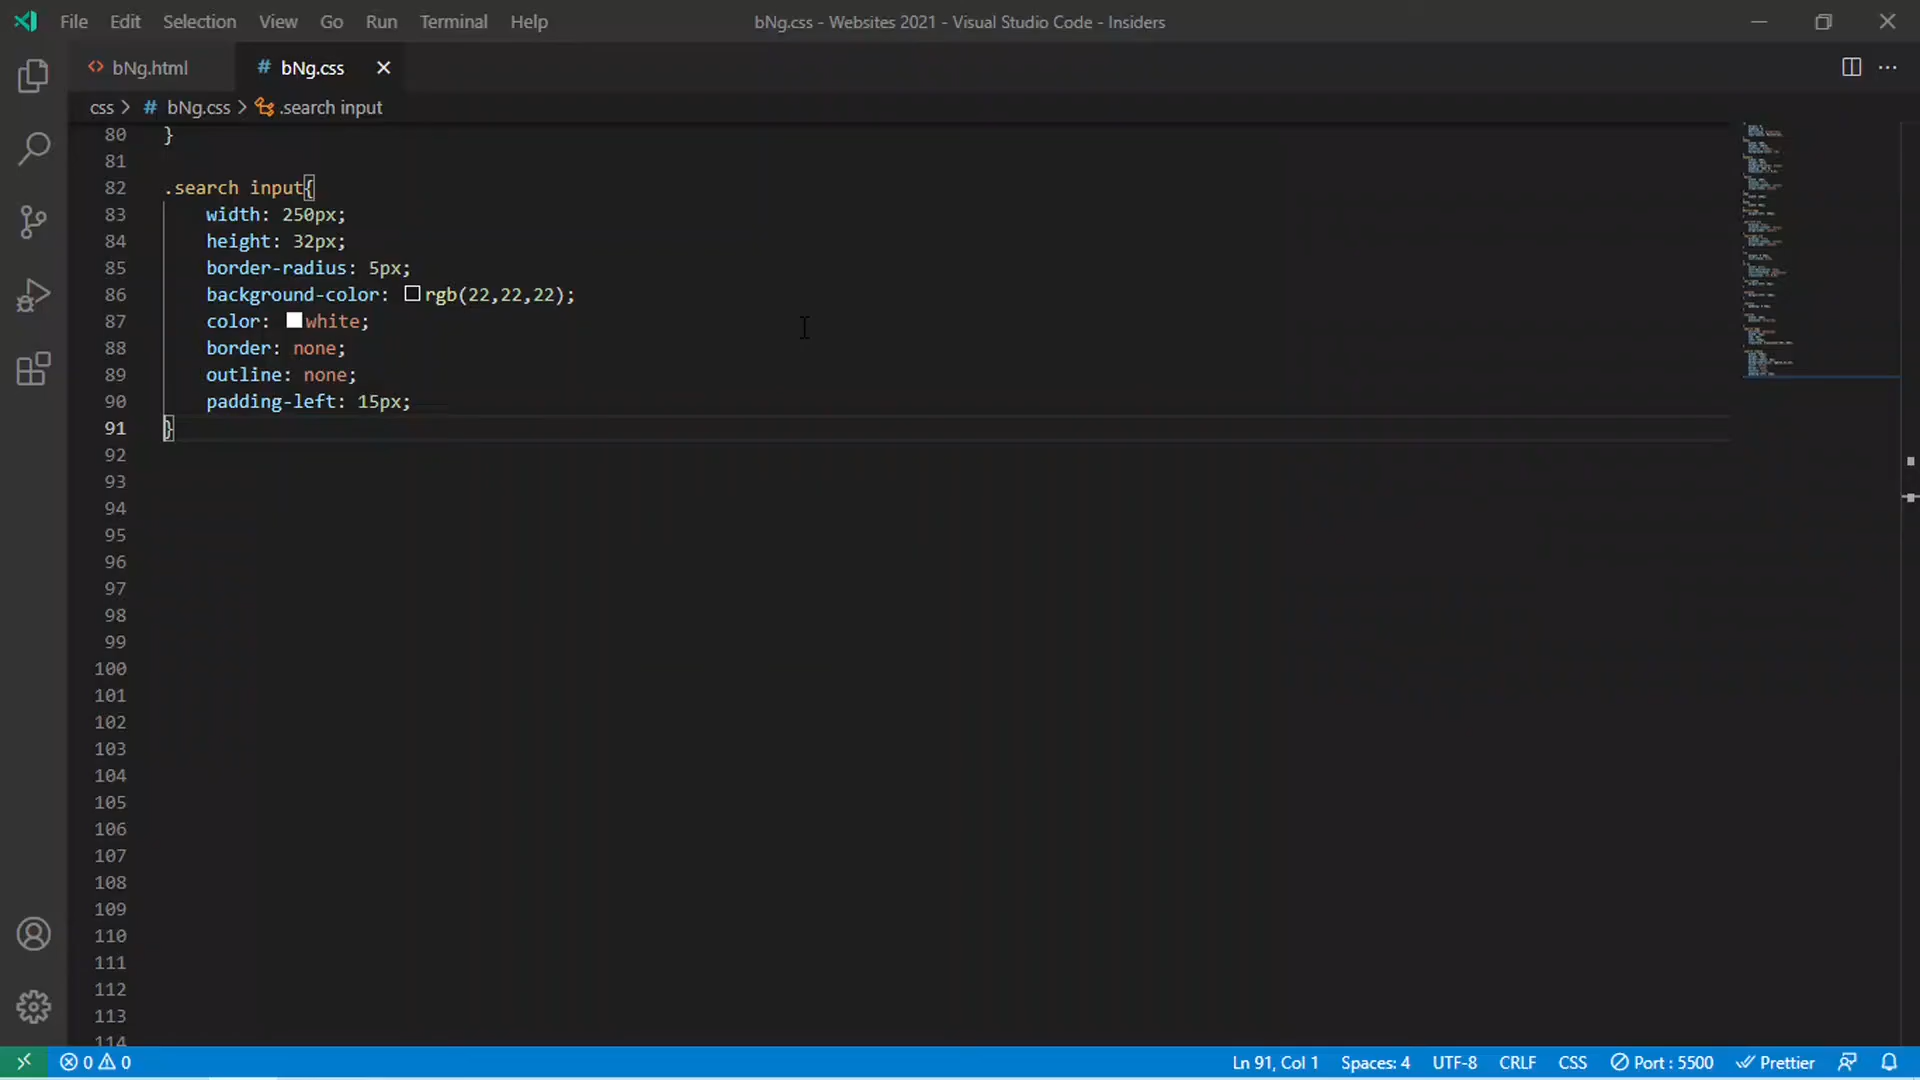 File Edit Selection View Go Run Terminal Help bNg.css - Websites 2021 - Visual Studio Code - Insiders
bNg.html # bNg.css
css > # bNg.css > .search input
80 }
81
82 .search input{
83 width: 250px;
84 height: 32px;
85 border-radius: 5px;
86 background-color: rgb(22,22,22);
87 color: white;
88 border: none;
89 outline: none;
90 padding-left: 15px;
91 }
92
93
94
95
96
97
98
99
100
101
102
103
104
105
106
107
108
109
110
111
112
113
114
0 0 Ln 91, Col 1 Spaces: 4 UTF-8 CRLF CSS Port : 5500 Prettier